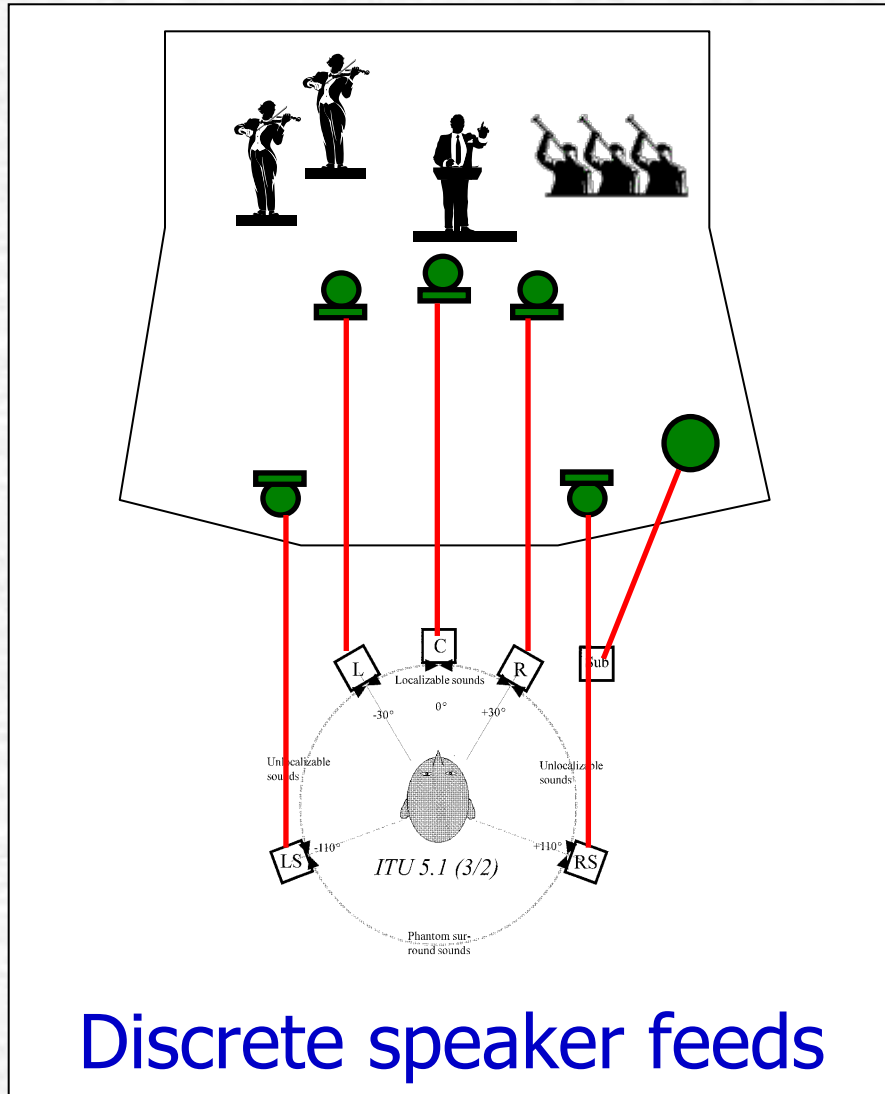 C
L
R
Sub
Localizable sounds
-30°
0°
+30°
Unlocalizable
sounds
Unlocalizable
sounds
-110°
+110°
LS
RS
ITU 5.1 (3/2)
Phantom sur-
round sounds
Discrete speaker feeds